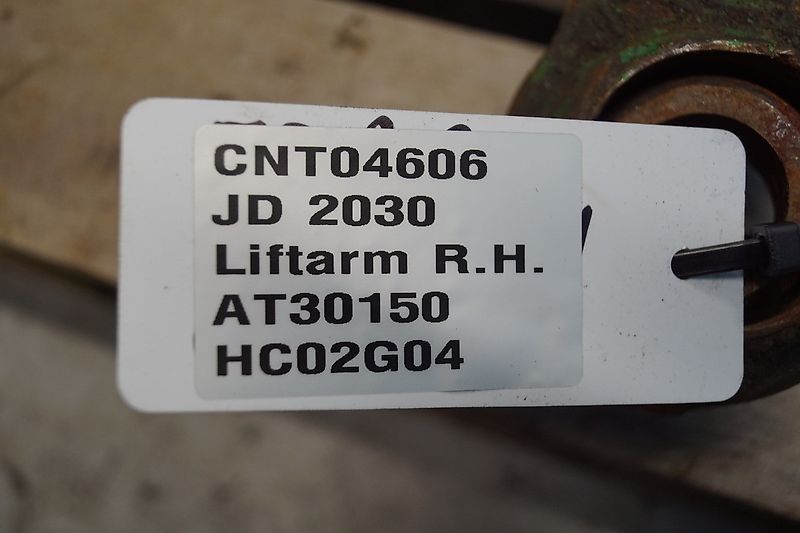 CNT04606
JD 2030
Liftarm R.H.
AT30150
HC02G04